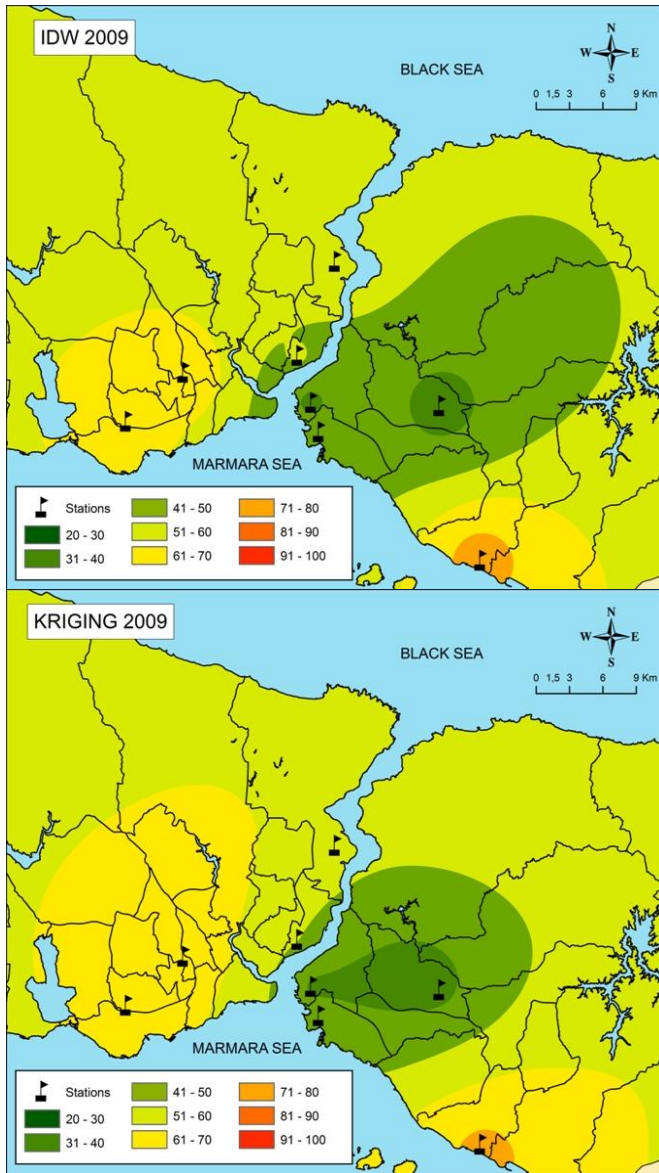 IDW 2009
BLACK SEA
N
W E
S
0 1,5 3 6 9 Km
MARMARA SEA
Stations
20 - 30
31 - 40
41 - 50
51 - 60
61 - 70
71 - 80
81 - 90
91 - 100
KRIGING 2009
BLACK SEA
N
W E
S
0 1,5 3 6 9 Km
MARMARA SEA
Stations
20 - 30
31 - 40
41 - 50
51 - 60
61 - 70
71 - 80
81 - 90
91 - 100